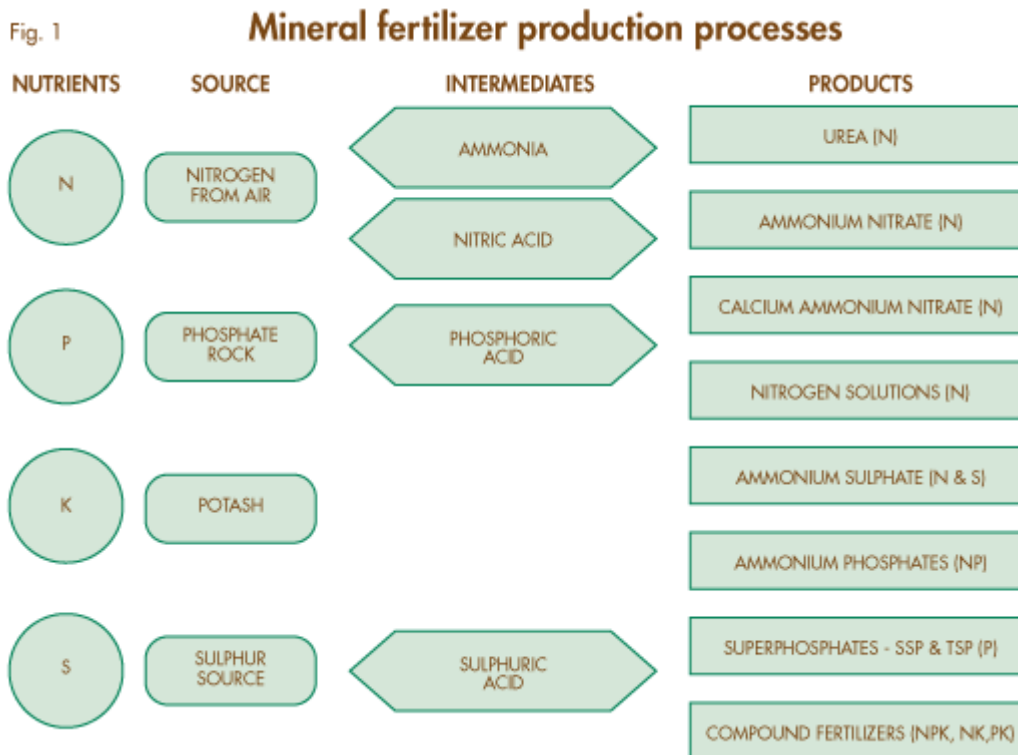 Fig. 1
Mineral fertilizer production processes
NUTRIENTS
SOURCE
INTERMEDIATES
PRODUCTS
N
NITROGEN
FROM AIR
AMMONIA
NITRIC ACID
P
PHOSPHATE
ROCK
PHOSPHORIC
ACID
K
POTASH
S
SULPHUR
SOURCE
SULPHURIC
ACID
UREA (N)
AMMONIUM NITRATE (N)
CALCIUM AMMONIUM NITRATE (N)
NITROGEN SOLUTIONS (N)
AMMONIUM SULPHATE (N & S)
AMMONIUM PHOSPHATES (NP)
SUPERPHOSPHATES - SSP & TSP (P)
COMPOUND FERTILIZERS (NPK, NK,PK)